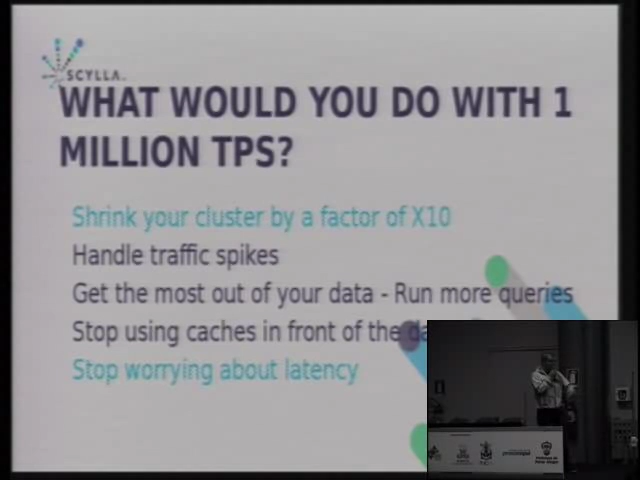 SCYLLA
WHAT WOULD YOU DO WITH 1
MILLION TPS?
Shrink your cluster by a factor of X10
Handle traffic spikes
Get the most out of your data - Run more queries
Stop using caches in front of the
Stop worrying about latency